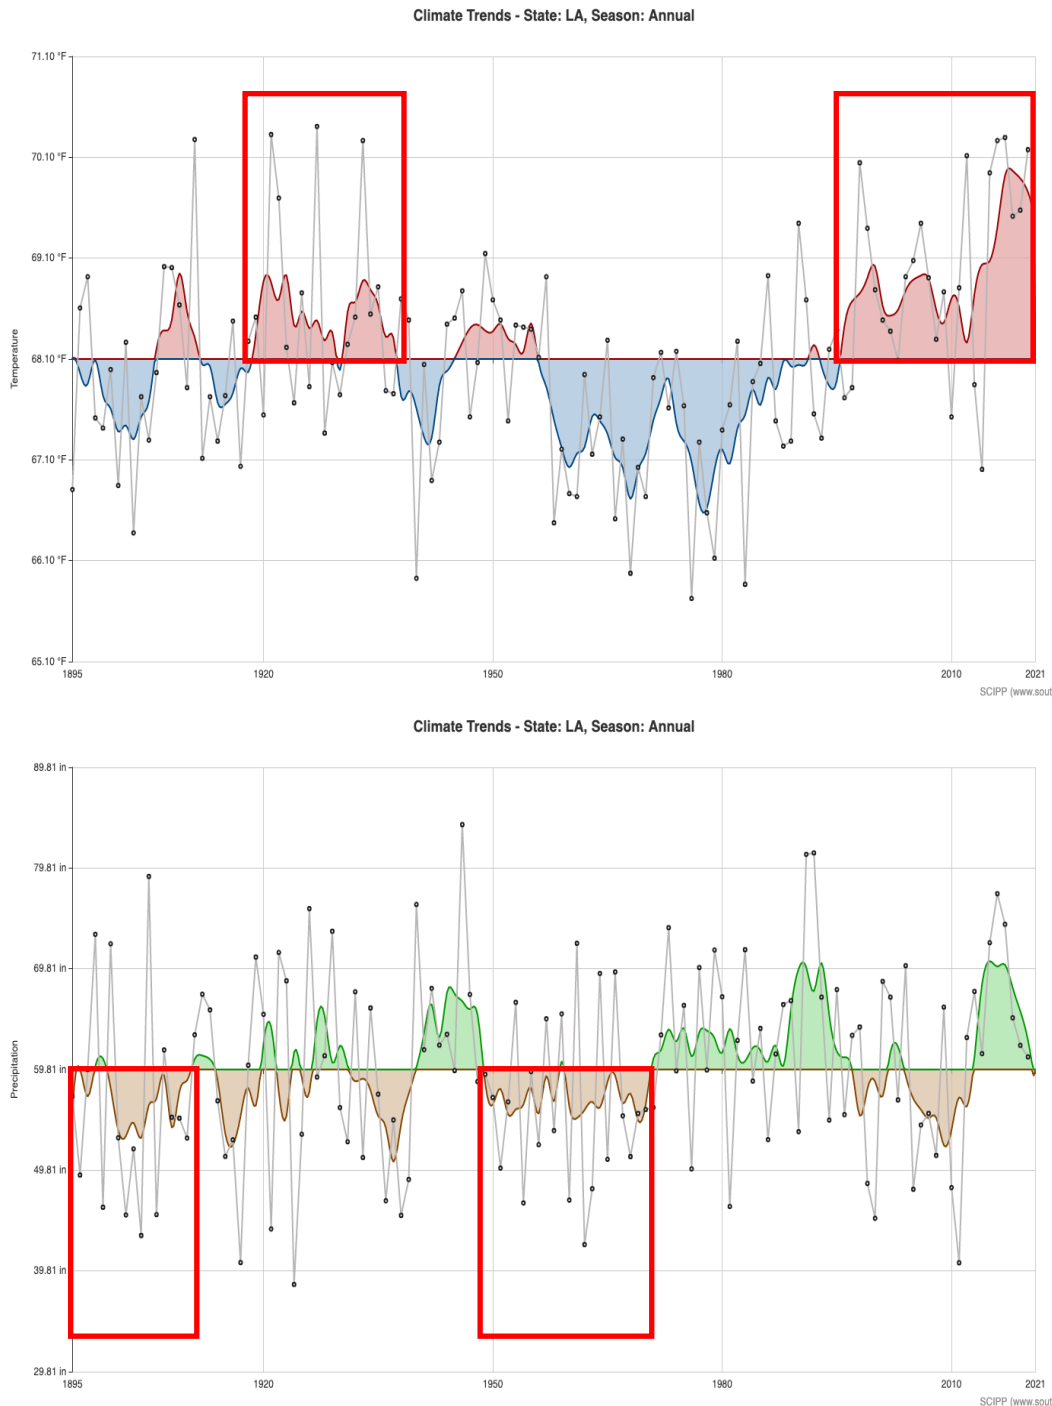 Climate Trends - State: LA, Season: Annual
71.10 °F
70.10 °F
69.10 °F
68.10 °F
67.10 °F
66.10 °F
65.10 °F
Temperature
1895 1920 1950 1980 2010 2021
SCIPP (www.sout
Climate Trends - State: LA, Season: Annual
89.81 in
79.81 in
69.81 in
59.81 in
49.81 in
39.81 in
29.81 in
Precipitation
1895 1920 1950 1980 2010 2021
SCIPP (www.sout